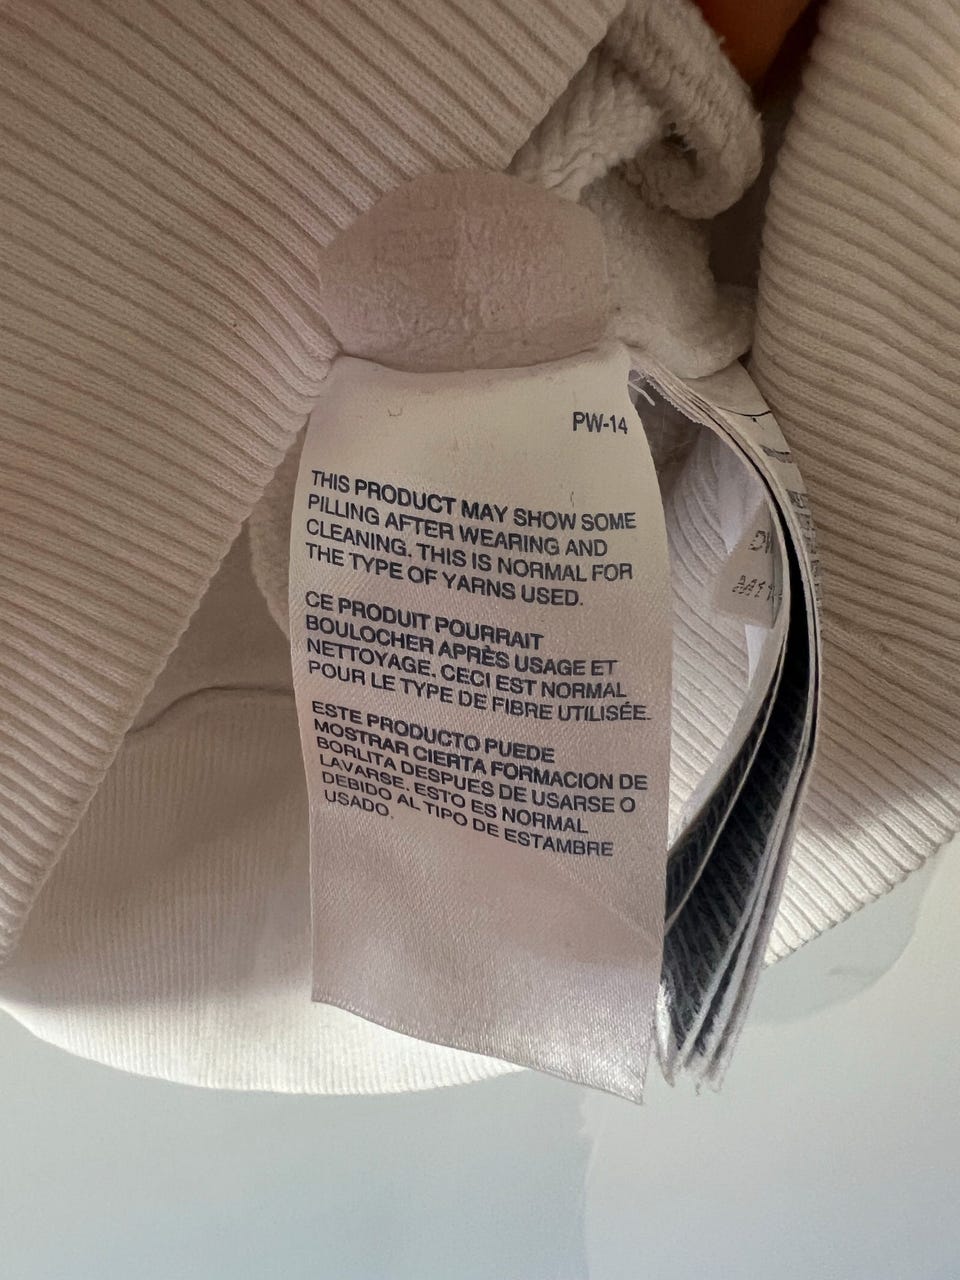 PW-14
THIS PRODUCT MAY SHOW SOME
PILLING AFTER WEARING AND
CLEANING. THIS IS NORMAL FOR
THE TYPE OF YARNS USED.
CE PRODUIT POURRAIT
BOULOCHER APRÈS USAGE ET
NETTOYAGE. CECI EST NORMAL
POUR LE TYPE DE FIBRE UTILISÉE.
ESTE PRODUCTO PUEDE
MOSTRAR CIERTA FORMACION DE
BORLITA DESPUES DE USARSE O
LAVARSE. ESTO ES NORMAL
DEBIDO AL TIPO DE ESTAMBRE
USADO.